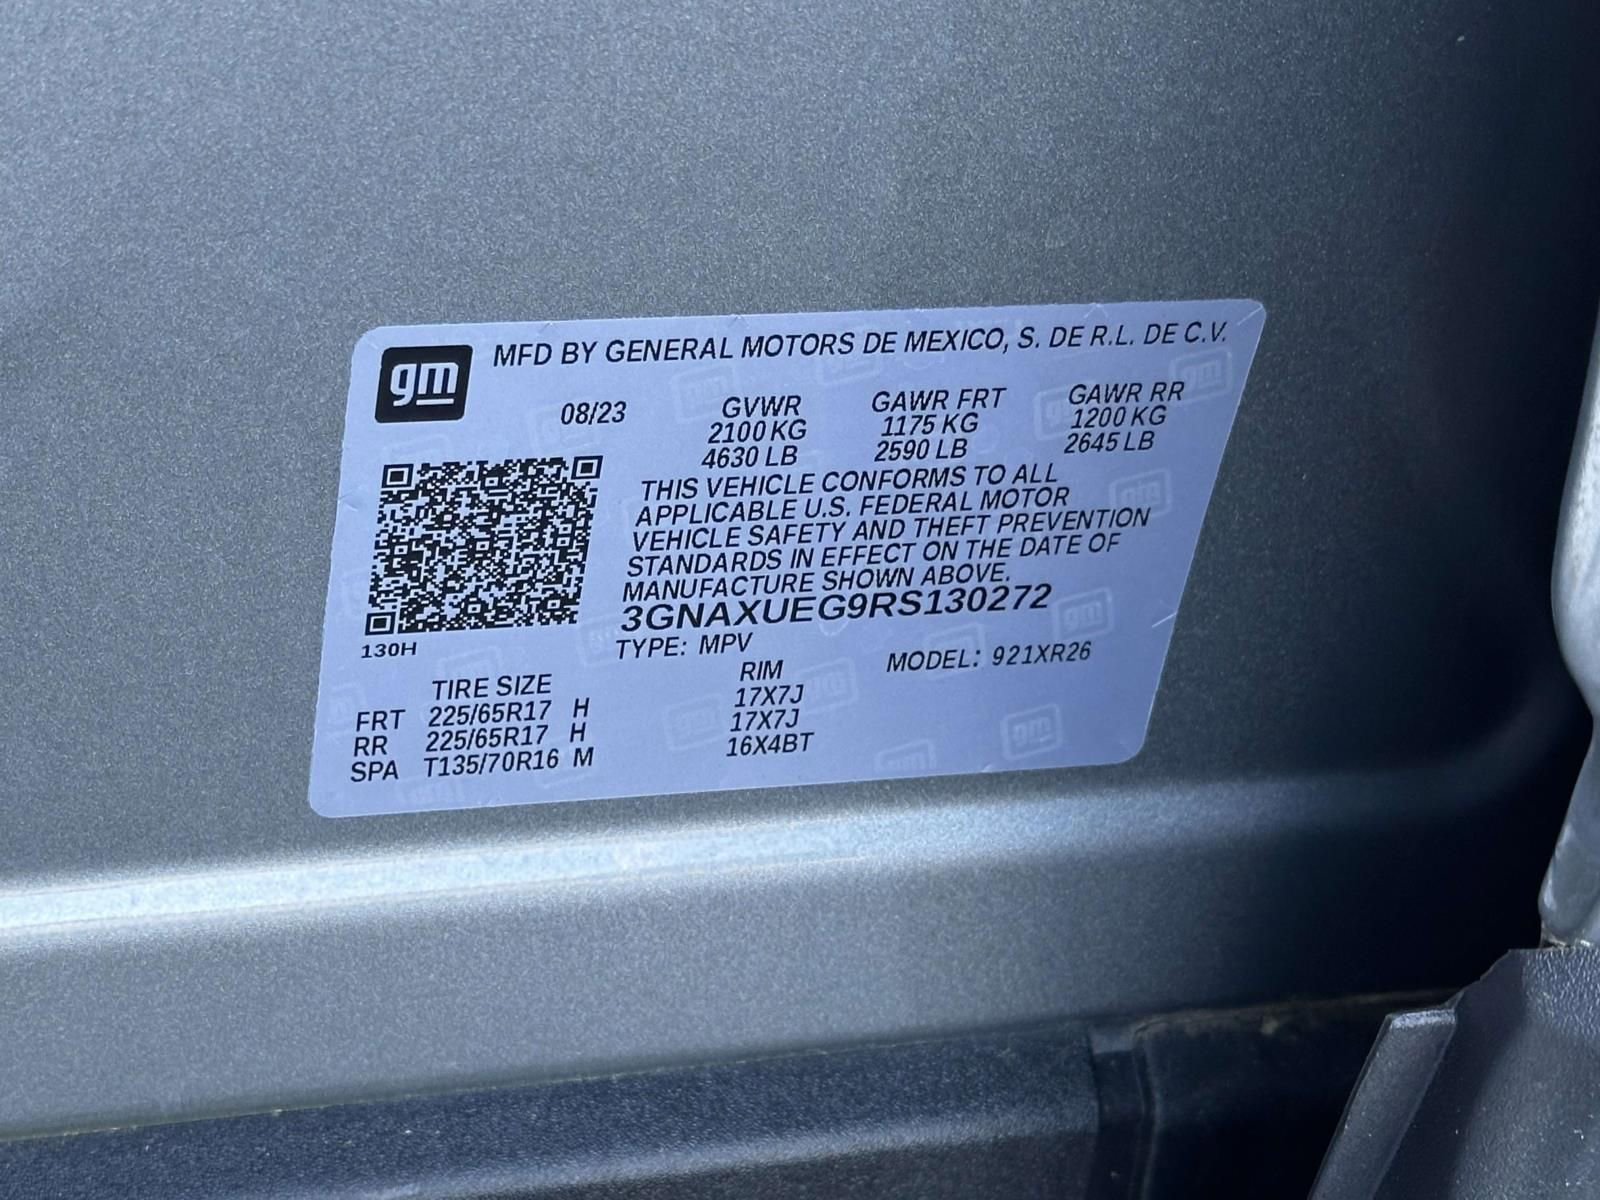 gm
MFD BY GENERAL MOTORS DE MEXICO, S. DE R.L. DE C.V.
08/23 GVWR GAWR FRT GAWR RR
2100 KG 1175 KG 1200 KG
4630 LB 2590 LB 2645 LB
THIS VEHICLE CONFORMS TO ALL
APPLICABLE U.S. FEDERAL MOTOR
VEHICLE SAFETY AND THEFT PREVENTION
STANDARDS IN EFFECT ON THE DATE OF
MANUFACTURE SHOWN ABOVE.
3GNAXUEG9RS130272
130H
TYPE: MPV MODEL: 921XR26
TIRE SIZE RIM
FRT 225/65R17 H 17X7J
RR 225/65R17 H 17X7J
SPA T135/70R16 M 16X4BT